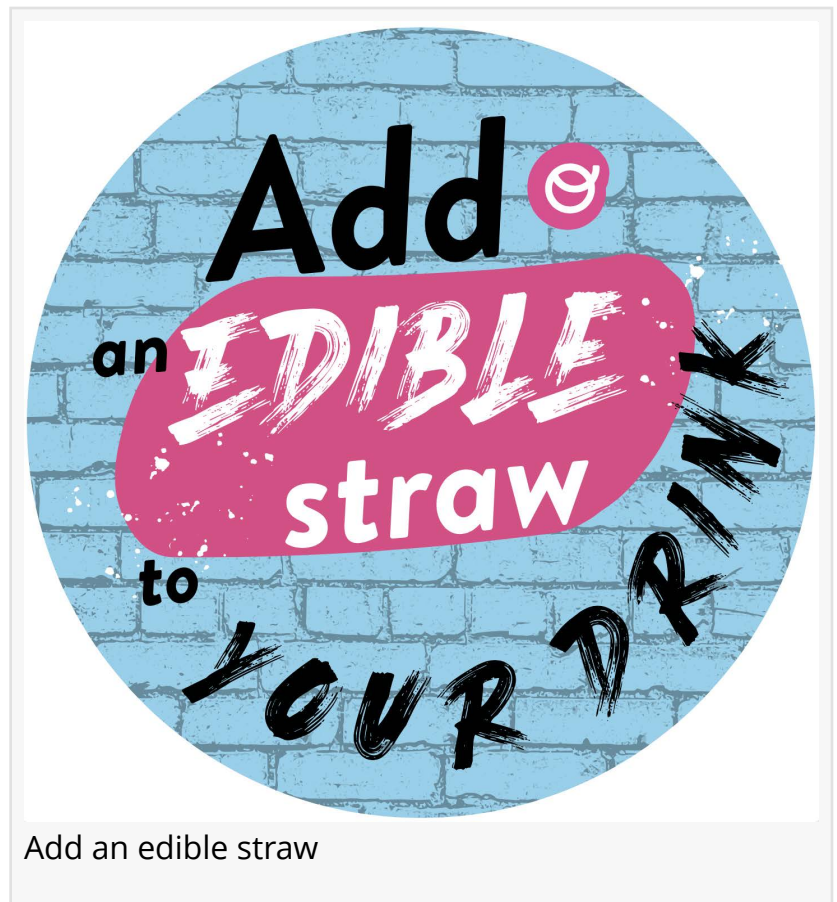 Add
an EDIBLE
straw
to
YOUR DRINK
Add an edible straw